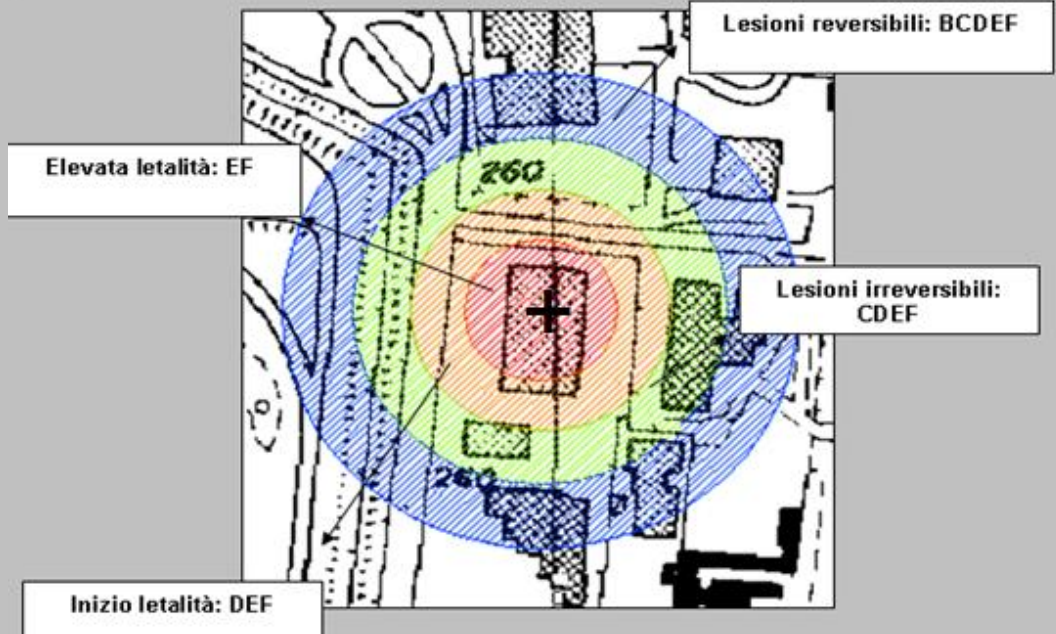 Lesioni reversibili: BCDEF
Elevata letalità: EF
260
Lesioni irreversibili:
CDEF
260
Inizio letalità: DEF